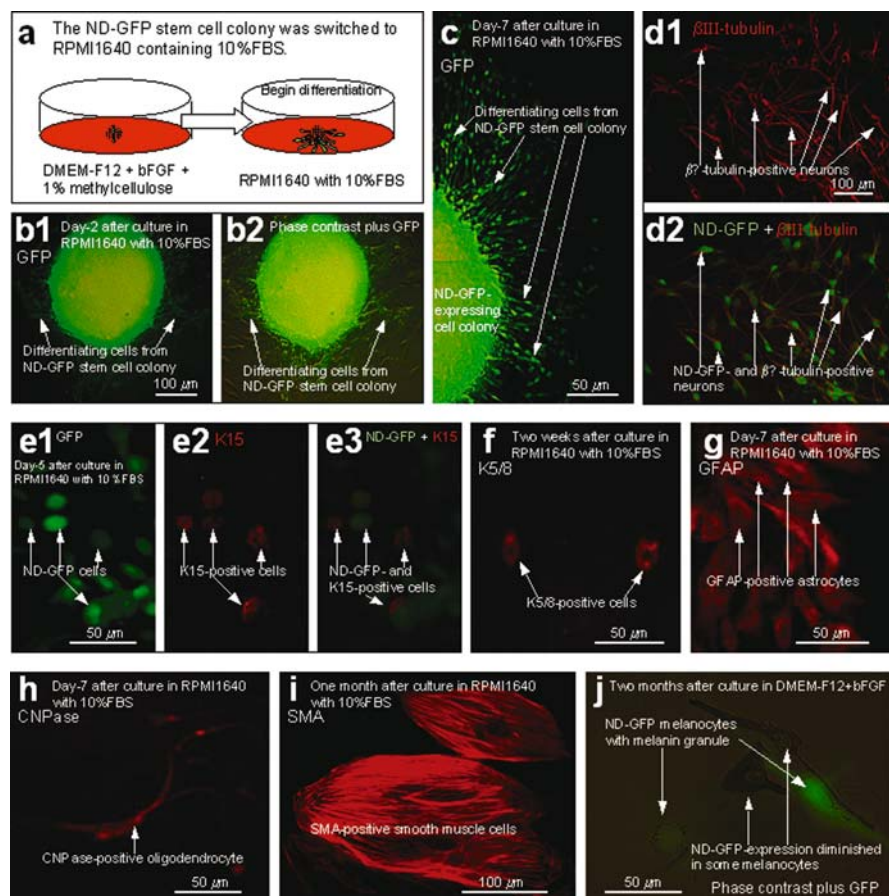 a
The ND-GFP stem cell colony was switched to
RPMI1640 containing 10%FBS.
Begin differentiation
DMEM-F12 + bFGF +
1% methylcellulose
RPMI1640 with 10%FBS
b1
Day-2 after culture in
RPMI1640 with 10%FBS
GFP
Differentiating cells from
ND-GFP stem cell colony
100 μm
b2
Phase contrast plus GFP
Differentiating cells from
ND-GFP stem cell colony
c
Day-7 after culture in
RPMI1640 with 10%FBS
GFP
Differentiating cells from
ND-GFP stem cell colony
ND-GFP-
expressing
cell colony
50 μm
d1
βIII-tubulin
β?-tubulin-positive neurons
100 μm
d2
ND-GFP + βIII-tubulin
ND-GFP- and β?-tubulin-positive
neurons
e1
GFP
Day-5 after culture in
RPMI1640 with 10 %FBS
ND-GFP cells
50 μm
e2
K15
K15-positive cells
e3
ND-GFP + K15
ND-GFP- and
K15-positive cells
50 μm
f
Two weeks after culture in
RPMI1640 with 10%FBS
K5/8
K5/8-positive cells
50 μm
g
Day-7 after culture in
RPMI1640 with 10%FBS
GFAP
GFAP-positive astrocytes
50 μm
h
Day-7 after culture in RPMI1640
with 10%FBS
CNPase
CNPase-positive oligodendrocyte
50 μm
i
One month after culture in RPMI1640
with 10%FBS
SMA
SMA-positive smooth muscle cells
100 μm
j
Two months after culture in DMEM-F12+bFGF
ND-GFP melanocytes
with melanin granule
ND-GFP-expression diminished
in some melanocytes
50 μm
Phase contrast plus GFP